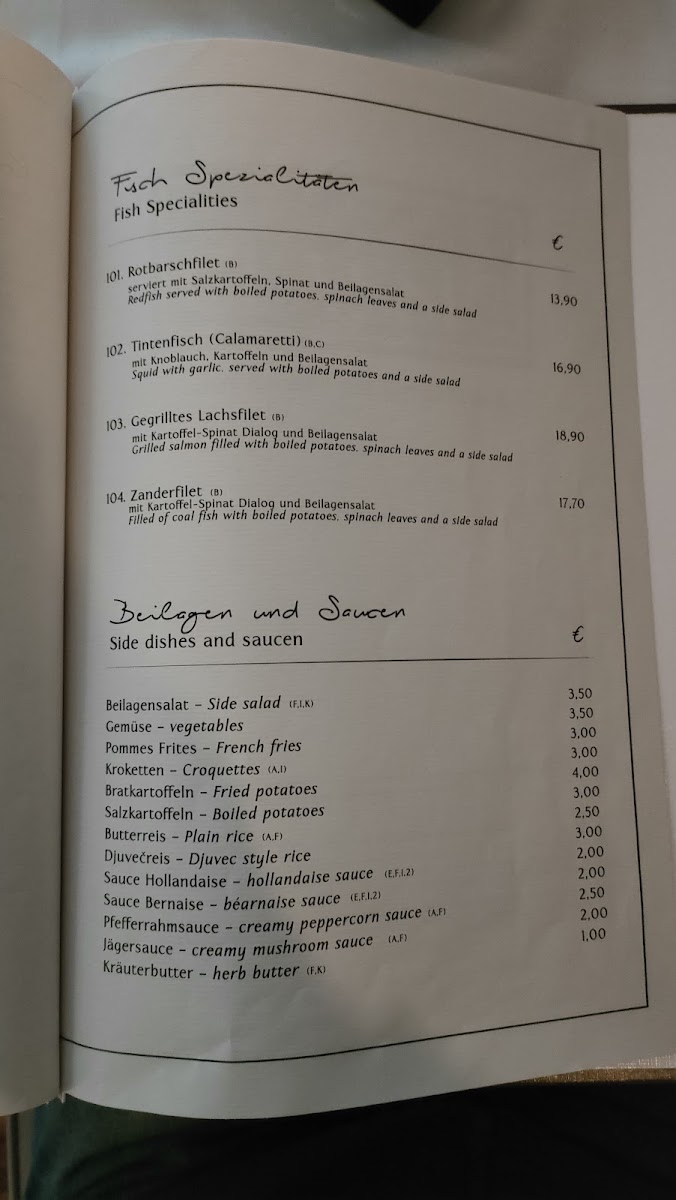 Fisch Spezialitäten
Fish Specialities
€
101. Rotbarschfilet (B)
serviert mit Salzkartoffeln, Spinat und Beilagensalat
Redfish served with boiled potatoes, spinach leaves and a side salad 13,90
102. Tintenfisch (Calamaretti) (B,C)
mit Knoblauch, Kartoffeln und Beilagensalat 16,90
Squid with garlic, served with boiled potatoes and a side salad
103. Gegrilltes Lachsfilet (B)
mit Kartoffel-Spinat Dialog und Beilagensalat 18,90
Grilled salmon filled with boiled potatoes, spinach leaves and a side salad
104. Zanderfilet (B)
mit Kartoffel-Spinat Dialog und Beilagensalat 17,70
Filled of coal fish with boiled potatoes, spinach leaves and a side salad
Beilagen und Saucen
Side dishes and saucen €
Beilagensalat – Side salad (F,I,K) 3,50
Gemüse – vegetables 3,50
Pommes Frites – French fries 3,00
Kroketten – Croquettes (A,I) 3,00
Bratkartoffeln – Fried potatoes 4,00
Salzkartoffeln – Boiled potatoes 3,00
Butterreis – Plain rice (A,F) 2,50
Djuvečreis – Djuvec style rice 3,00
Sauce Hollandaise – hollandaise sauce (E,F,I,2) 2,00
Sauce Bernaise – béarnaise sauce (E,F,I,2) 2,00
Pfefferrahmsauce – creamy peppercorn sauce (A,F) 2,50
Jägersauce – creamy mushroom sauce (A,F) 2,00
Kräuterbutter – herb butter (F,K) 1,00